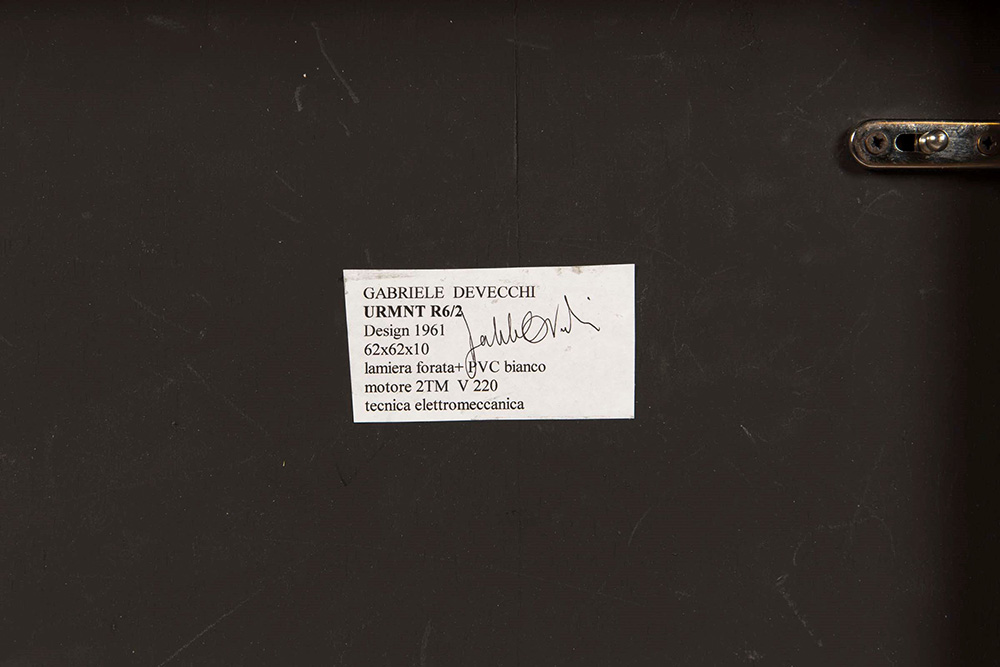 GABRIELE DEVECCHI
URMNT R6/2
Design 1961
62x62x10
lamiera forata+ PVC bianco
motore 2TM V 220
tecnica elettromeccanica